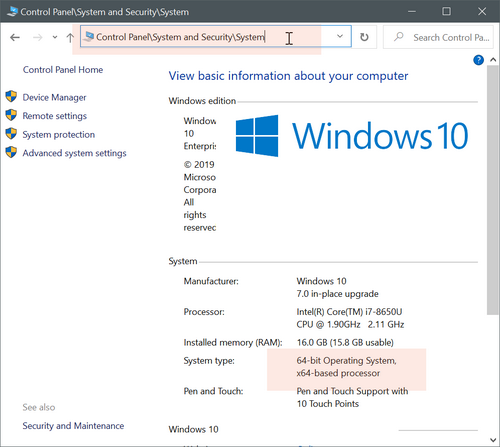 Control Panel\System and Security\System
Control Panel\System and Security\System
Search Control Pa...
Control Panel Home
Device Manager
Remote settings
System protection
Advanced system settings
See also
Security and Maintenance
?
View basic information about your computer
Windows edition
Windows
10
Enterpris
© 2019
Microso
Corpora
All
rights
reserved
Windows 10
System
Manufacturer: Windows 10
7.0 in-place upgrade
Processor: Intel(R) Core(TM) i7-8650U
CPU @ 1.90GHz 2.11 GHz
Installed memory (RAM): 16.0 GB (15.8 GB usable)
System type: 64-bit Operating System,
x64-based processor
Pen and Touch: Pen and Touch Support with
10 Touch Points
Windows 10